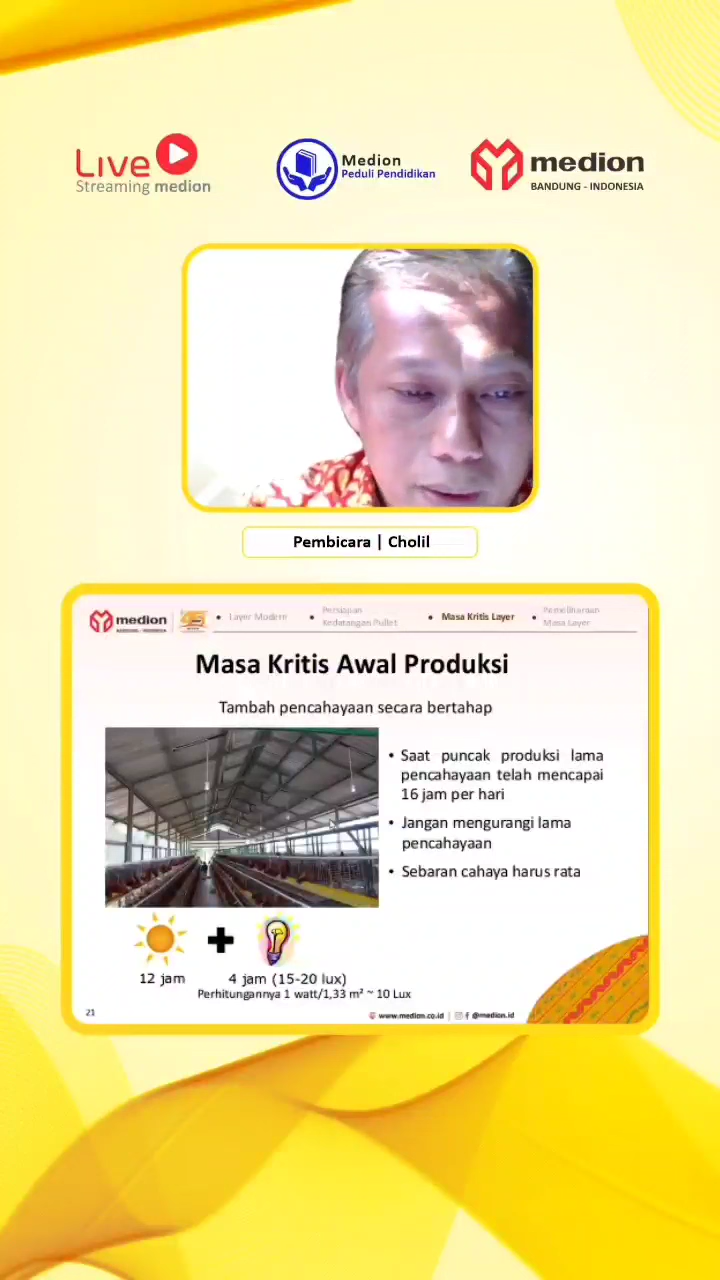 Live
Streaming medion
Medion
Peduli Pendidikan
medion
BANDUNG - INDONESIA
Pembicara | Cholil
medion
BANDUNG - INDONESIA
• Layer Modern
• Persiapan
Kedatangan Pullet
• Masa Kritis Layer
• Pemeliharaan
Masa Layer
Masa Kritis Awal Produksi
Tambah pencahayaan secara bertahap
• Saat puncak produksi lama
pencahayaan telah mencapai
16 jam per hari
• Jangan mengurangi lama
pencahayaan
• Sebaran cahaya harus rata
12 jam
4 jam (15-20 lux)
Perhitungannya 1 watt/1,33 m² ~ 10 Lux
21
www.medion.co.id | @medion.id